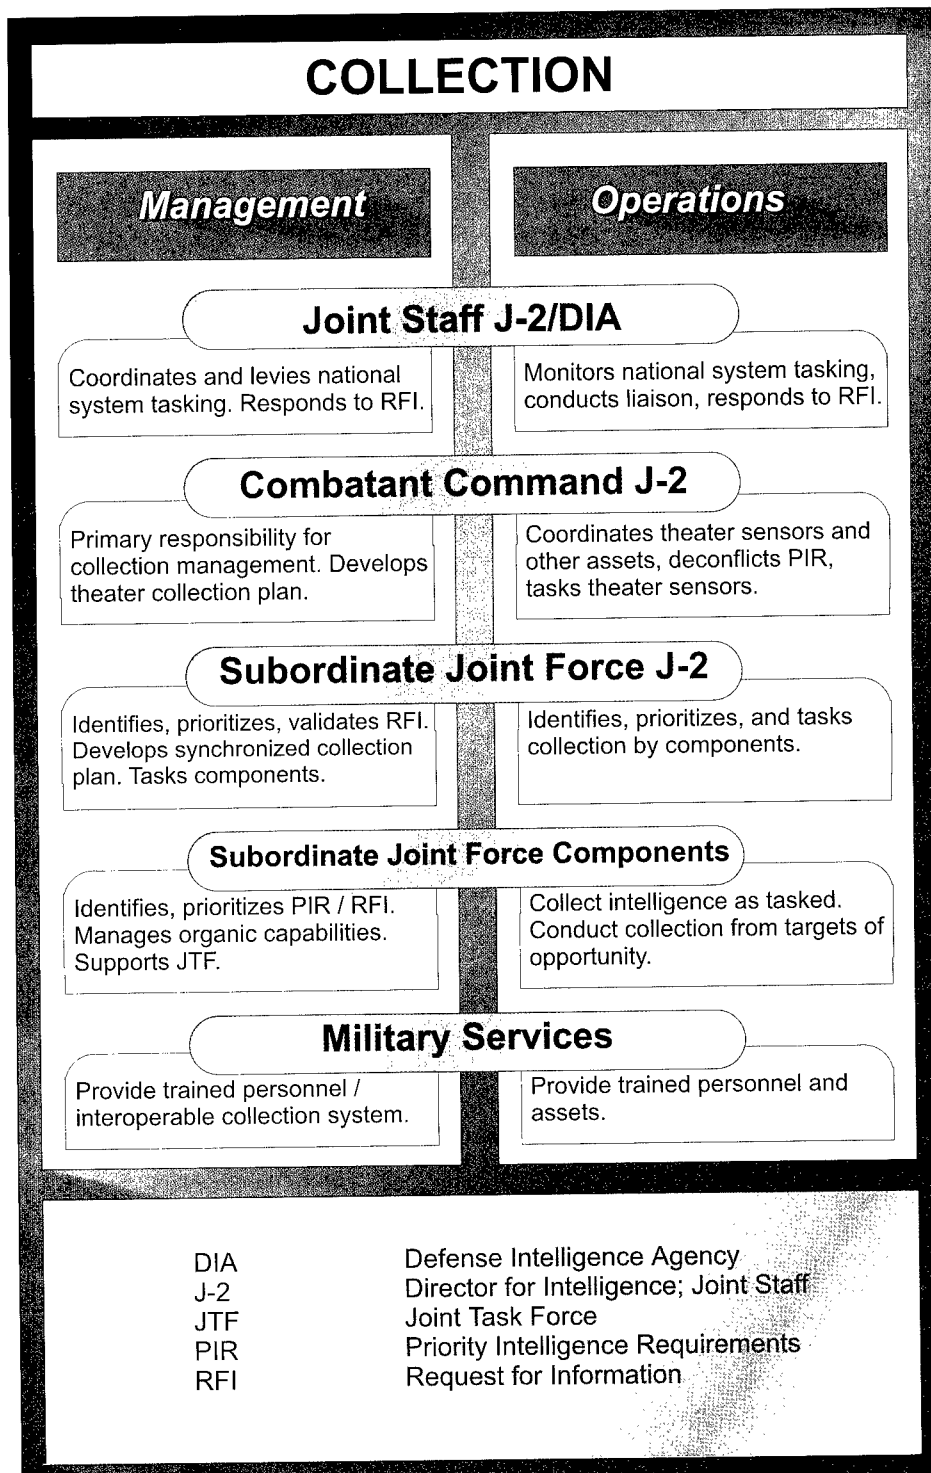 COLLECTION
Management
Operations
Joint Staff J-2/DIA
Coordinates and levies national
system tasking. Responds to RFI.
Monitors national system tasking,
conducts liaison, responds to RFI.
Combatant Command J-2
Primary responsibility for
collection management. Develops
theater collection plan.
Coordinates theater sensors and
other assets, deconflicts PIR,
tasks theater sensors.
Subordinate Joint Force J-2
Identifies, prioritizes, validates RFI.
Develops synchronized collection
plan. Tasks components.
Identifies, prioritizes, and tasks
collection by components.
Subordinate Joint Force Components
Identifies, prioritizes PIR / RFI.
Manages organic capabilities.
Supports JTF.
Collect intelligence as tasked.
Conduct collection from targets of
opportunity.
Military Services
Provide trained personnel /
interoperable collection system.
Provide trained personnel and
assets.
DIA Defense Intelligence Agency
J-2 Director for Intelligence; Joint Staff
JTF Joint Task Force
PIR Priority Intelligence Requirements
RFI Request for Information